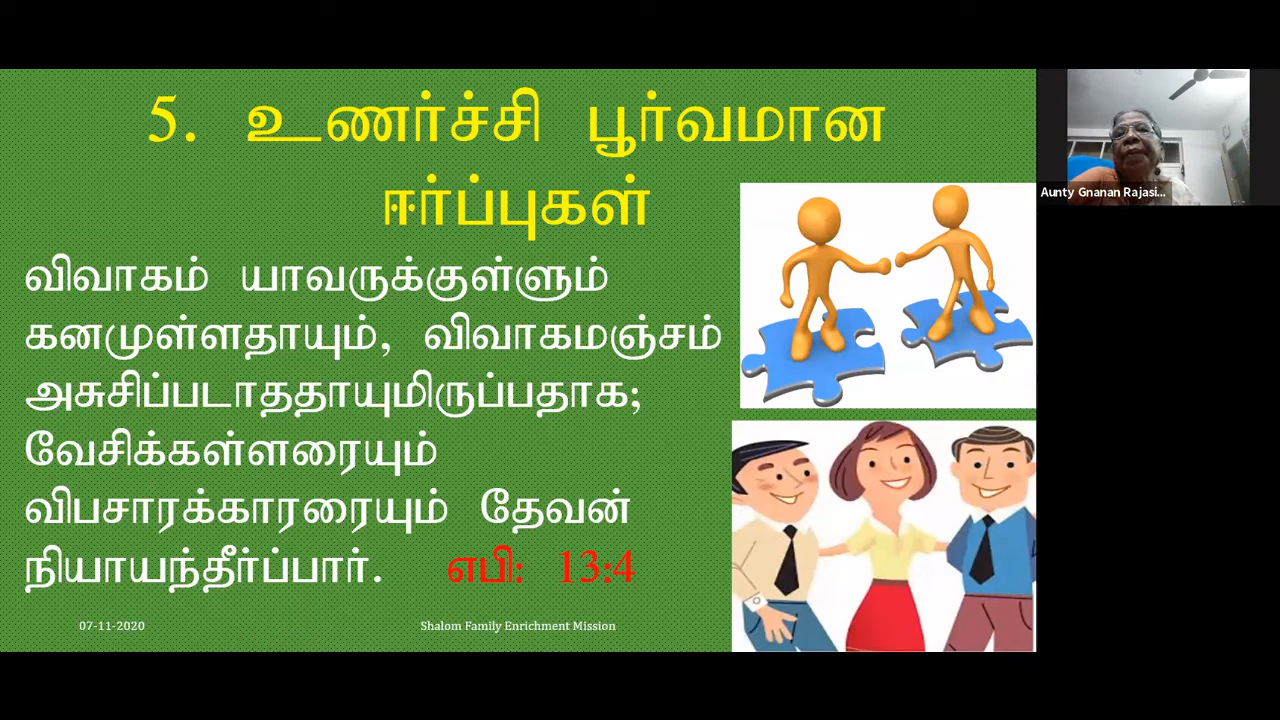 5. உணர்ச்சி பூர்வமான
ஈர்ப்புகள்
விவாகம் யாவருக்குள்ளும்
கனமுள்ளதாயும், விவாகமஞ்சம்
அசுசிப்படாததாயுமிருப்பதாக;
வேசிக்கள்ளரையும்
விபசாரக்காரரையும் தேவன்
நியாயந்தீர்ப்பார். எபி: 13:4
07-11-2020 Shalom Family Enrichment Mission
Aunty Gnanan Rajasi...